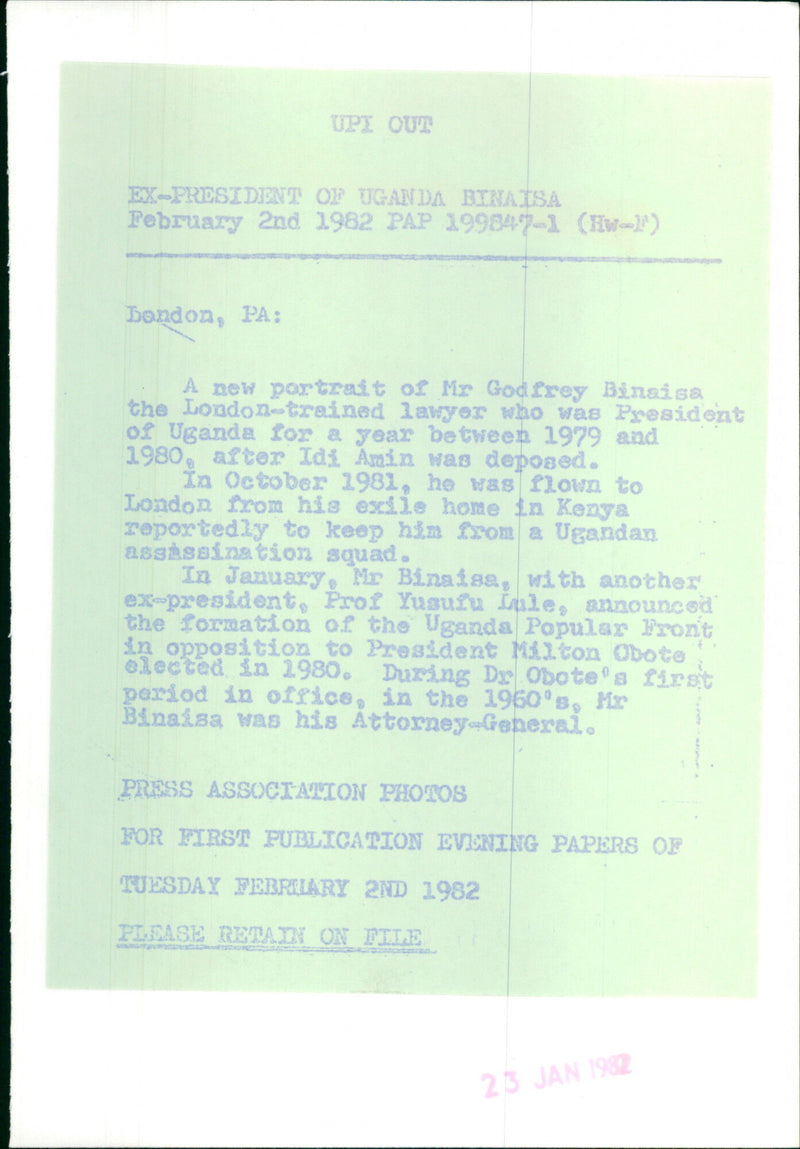 UPI OUT
EX-PRESIDENT OF UGANDA BINAISA
February 2nd 1982 PAP 199847-1 (Hw-F)
London, PA:
A new portrait of Mr Godfrey Binaisa
the London-trained lawyer who was President
of Uganda for a year between 1979 and
1980, after Idi Amin was deposed.
In October 1981, he was flown to
London from his exile home in Kenya
reportedly to keep him from a Ugandan
assassination squad.
In January, Mr Binaisa, with another
ex-president, Prof Yusufu Lule, announced
the formation of the Uganda Popular Front
in opposition to President Milton Obote
elected in 1980. During Dr Obote's first
period in office, in the 1960's, Mr
Binaisa was his Attorney-General.
PRESS ASSOCIATION PHOTOS
FOR FIRST PUBLICATION EVENING PAPERS OF
TUESDAY FEBRUARY 2ND 1982
PLEASE RETAIN ON FILE
23 JAN 1982